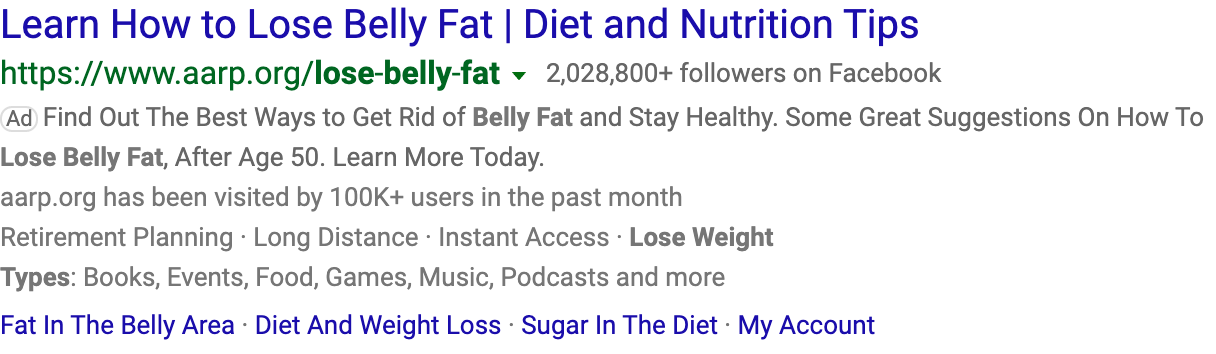 Learn How to Lose Belly Fat | Diet and Nutrition Tips
https://www.aarp.org/lose-belly-fat 2,028,800+ followers on Facebook
Ad Find Out The Best Ways to Get Rid of Belly Fat and Stay Healthy. Some Great Suggestions On How To
Lose Belly Fat, After Age 50. Learn More Today.
aarp.org has been visited by 100K+ users in the past month
Retirement Planning · Long Distance · Instant Access · Lose Weight
Types: Books, Events, Food, Games, Music, Podcasts and more
Fat In The Belly Area · Diet And Weight Loss · Sugar In The Diet · My Account